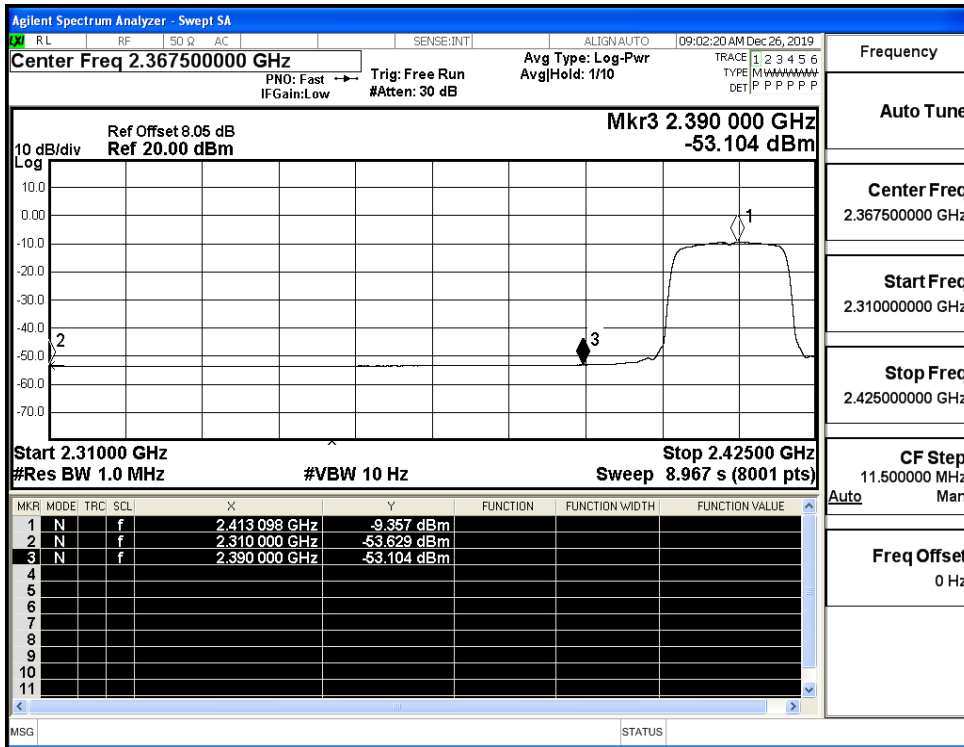 Agilent Spectrum Analyzer - Swept SA
LXI RL RF 50 Ω AC SENSE:INT ALIGN AUTO 09:02:20 AM Dec 26, 2019
Center Freq 2.367500000 GHz
PNO: Fast
IFGain:Low
Trig: Free Run
#Atten: 30 dB
Avg Type: Log-Pwr
Avg|Hold: 1/10
TRACE 1 2 3 4 5 6
TYPE M
DET P P P P P P
Frequency
Ref Offset 8.05 dB
Ref 20.00 dBm
10 dB/div
Log
Mkr3 2.390 000 GHz
-53.104 dBm
10.0
0.00
-10.0
-20.0
-30.0
-40.0
-50.0
-60.0
-70.0
1
2
3
Start 2.31000 GHz
Stop 2.42500 GHz
#Res BW 1.0 MHz
#VBW 10 Hz
Sweep 8.967 s (8001 pts)
MKR MODE TRC SCL X Y FUNCTION FUNCTION WIDTH FUNCTION VALUE
1 N f 2.413 098 GHz -9.357 dBm
2 N f 2.310 000 GHz -53.629 dBm
3 N f 2.390 000 GHz -53.104 dBm
4
5
6
7
8
9
10
11
MSG
STATUS
Auto Tune
Center Freq
2.367500000 GHz
Start Freq
2.310000000 GHz
Stop Freq
2.425000000 GHz
CF Step
11.500000 MHz
Auto Man
Freq Offset
0 Hz